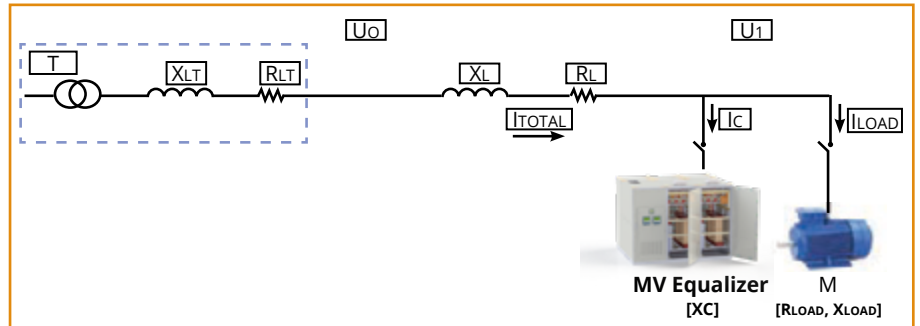 Uo U1
T XLT RLT XL RL
ITOTAL IC ILOAD
MV Equalizer M
[XC] [RLOAD, XLOAD]